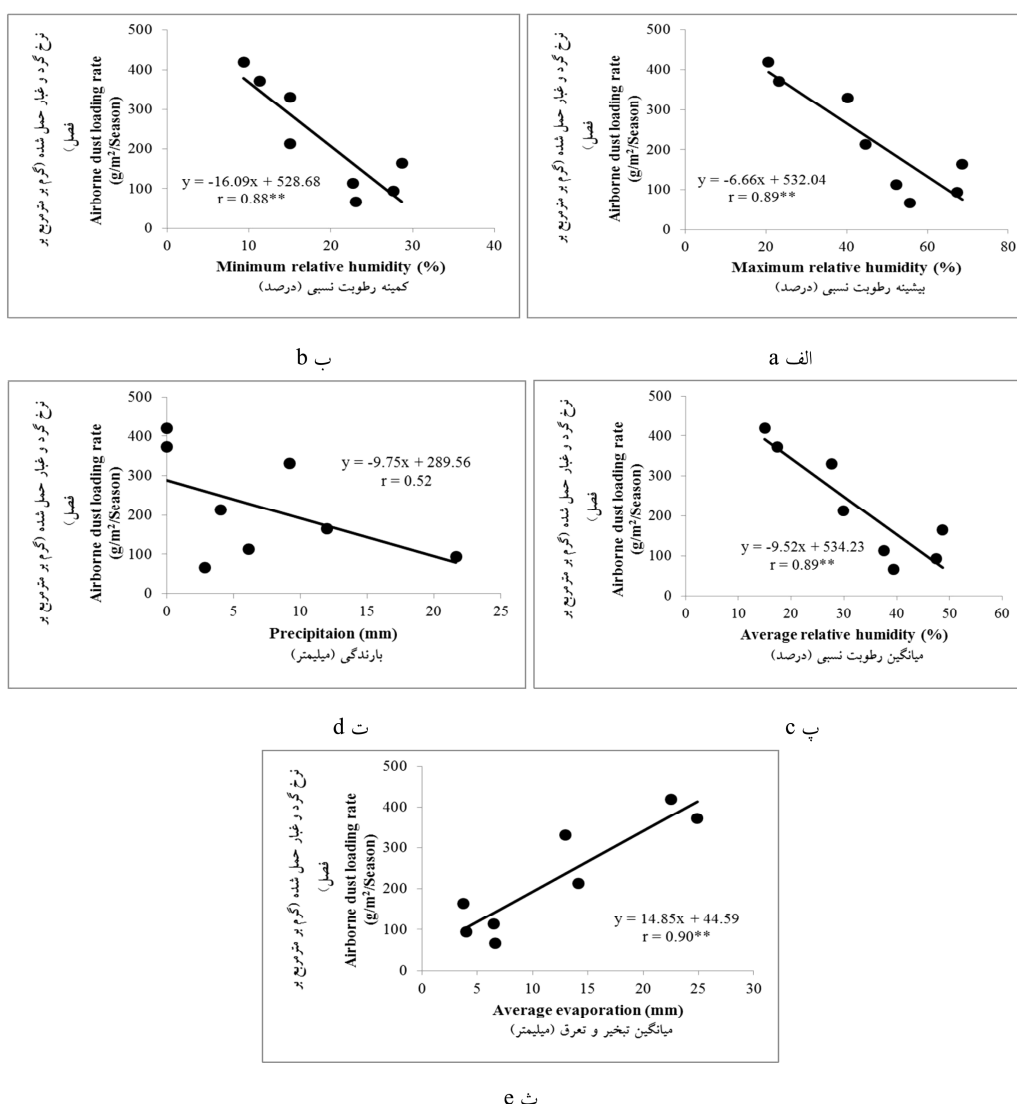 نرخ گرد و غبار حمل شده (گرم بر مترمربع بر
فصل)
Airborne dust loading rate
(g/m²/Season)
500
400
300
200
100
0
y = -16.09x + 528.68
r = 0.88**
0
10
20
30
40
Minimum relative humidity (%)
کمینه رطوبت نسبی (درصد)
ب b
نرخ گرد و غبار حمل شده (گرم بر مترمربع بر
فصل)
Airborne dust loading rate
(g/m²/Season)
500
400
300
200
100
0
y = -6.66x + 532.04
r = 0.89**
0
20
40
60
80
Maximum relative humidity (%)
بیشینه رطوبت نسبی (درصد)
الف a
نرخ گرد و غبار حمل شده (گرم بر مترمربع بر
فصل)
Airborne dust loading rate
(g/m²/Season)
500
400
300
200
100
0
y = -9.75x + 289.56
r = 0.52
0
5
10
15
20
25
Precipitaion (mm)
بارندگی (میلیمتر)
ت d
نرخ گرد و غبار حمل شده (گرم بر مترمربع بر
فصل)
Airborne dust loading rate
(g/m²/Season)
500
400
300
200
100
0
y = -9.52x + 534.23
r = 0.89**
0
10
20
30
40
50
60
Average relative humidity (%)
میانگین رطوبت نسبی (درصد)
پ c
نرخ گرد و غبار حمل شده (گرم بر مترمربع بر
فصل)
Airborne dust loading rate
(g/m²/Season)
500
400
300
200
100
0
y = 14.85x + 44.59
r = 0.90**
0
5
10
15
20
25
30
Average evaporation (mm)
میانگین تبخیر و تعرق (میلیمتر)
ث e